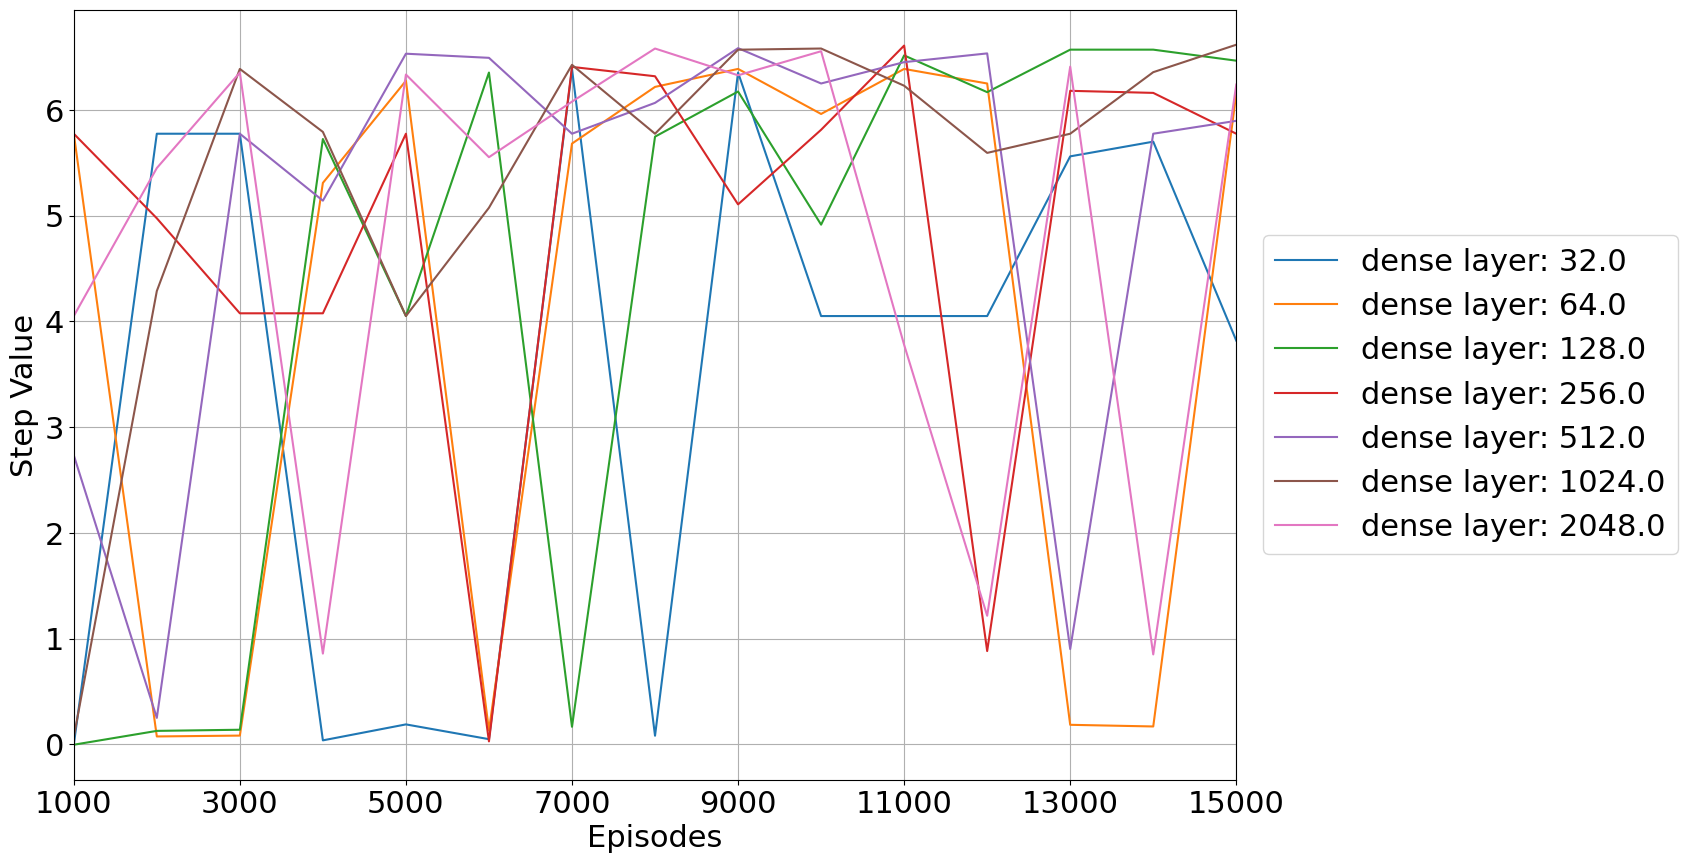 Step Value
6
5
4
3
2
1
0
1000 3000 5000 7000 9000 11000 13000 15000
Episodes
dense layer: 32.0
dense layer: 64.0
dense layer: 128.0
dense layer: 256.0
dense layer: 512.0
dense layer: 1024.0
dense layer: 2048.0